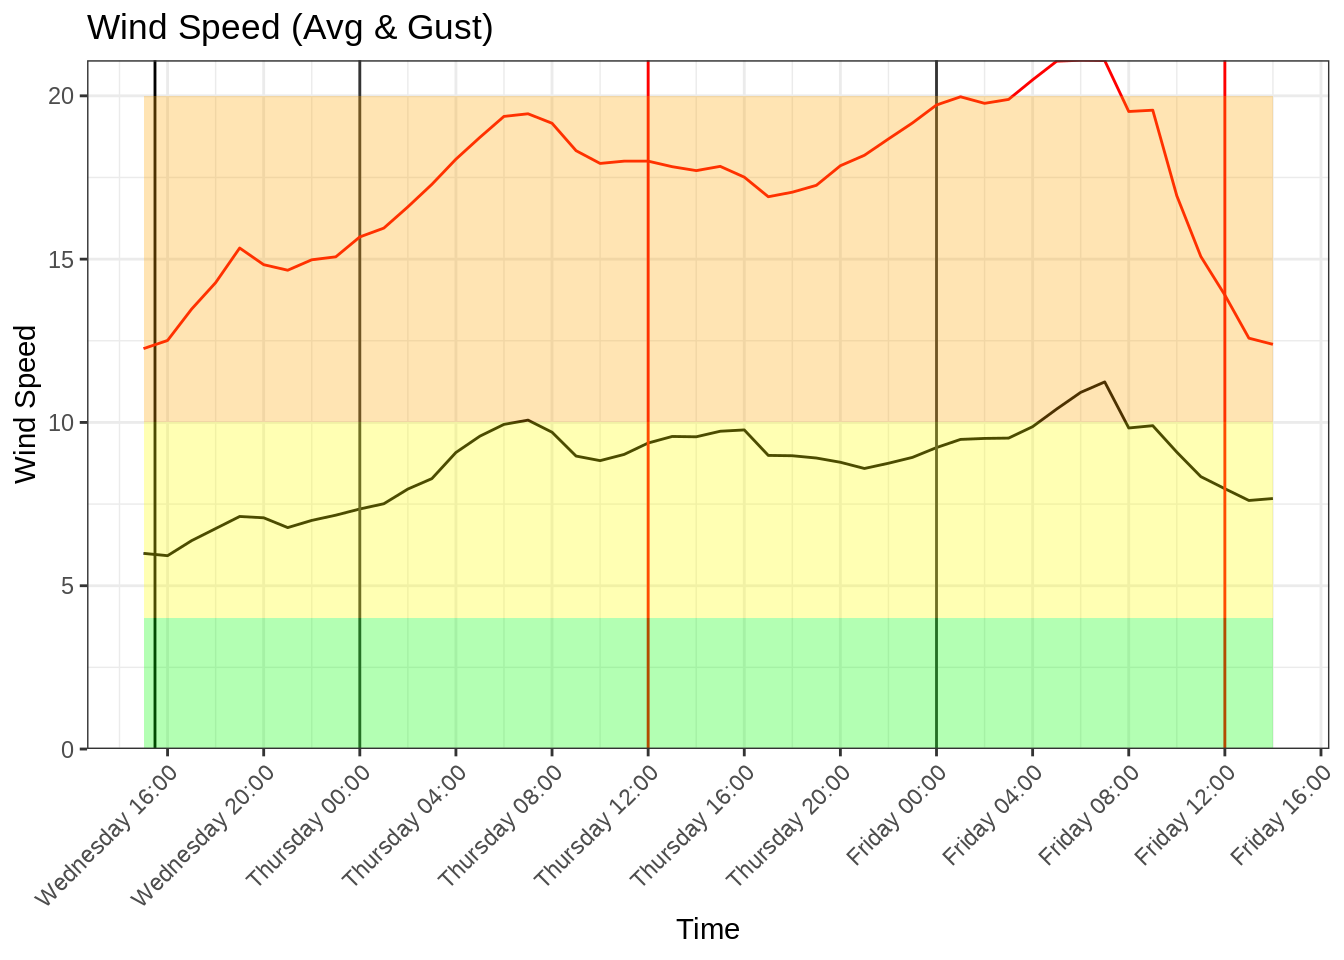 Wind Speed (Avg & Gust)
Wind Speed
20
15
10
5
0
Wednesday 16:00
Wednesday 20:00
Thursday 00:00
Thursday 04:00
Thursday 08:00
Thursday 12:00
Thursday 16:00
Thursday 20:00
Friday 00:00
Friday 04:00
Friday 08:00
Friday 12:00
Friday 16:00
Time